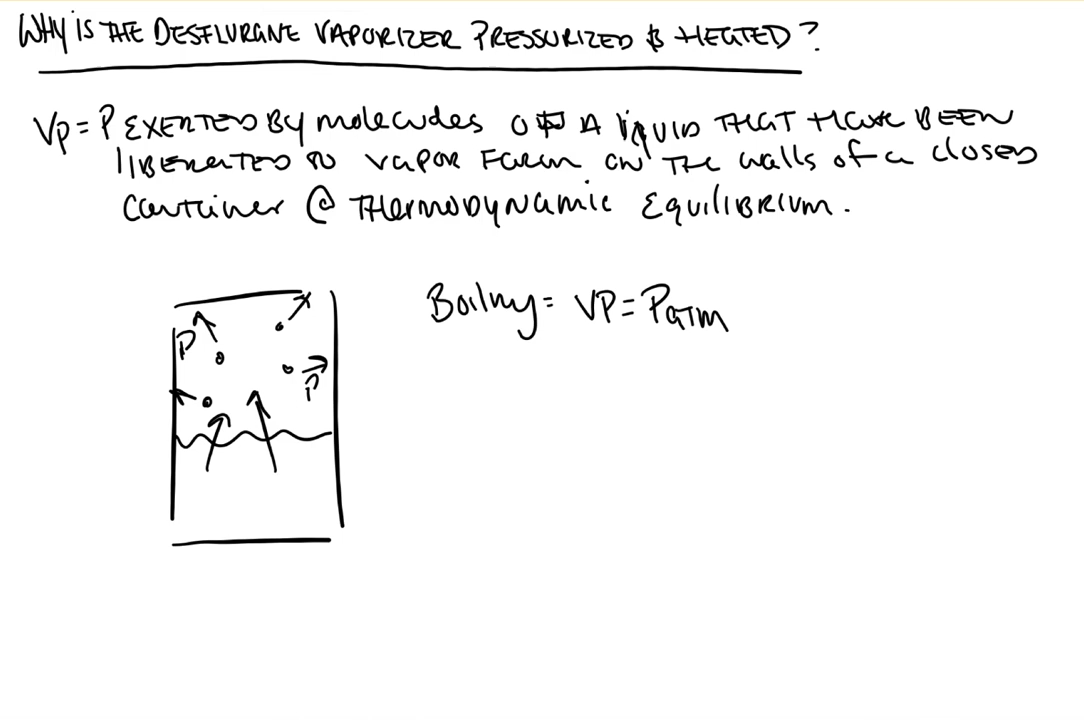 WHY IS THE DESFLURANE VAPORIZER PRESSURIZED & HEATED?
Vp = P EXERTED By molecules OF A liquid THAT HAVE BEEN
lIBERATED TO VAPOR FORM ON THE walls of a closed
Container @ THermoDynamic EquilIBRIUM.
Boiling = VP = Patm
P
P